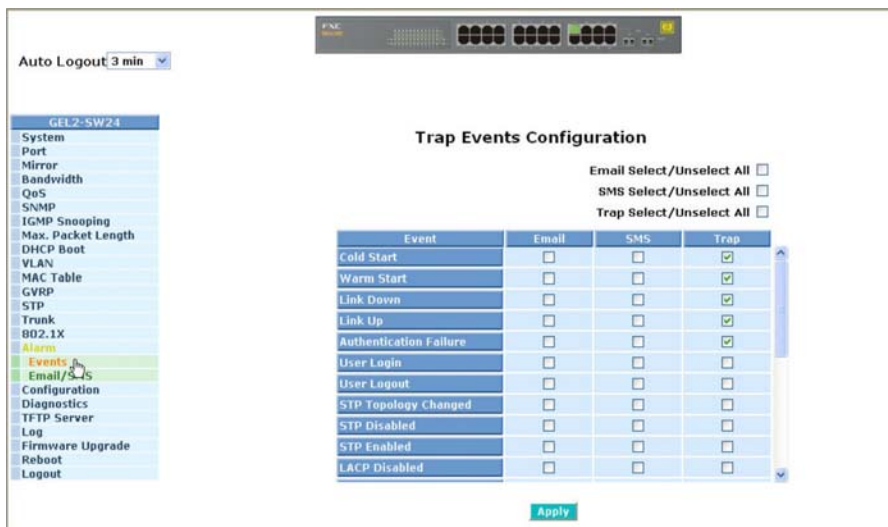 FXC
Auto Logout 3 min
GEL2-SW24
System
Port
Mirror
Bandwidth
QoS
SNMP
IGMP Snooping
Max. Packet Length
DHCP Boot
VLAN
MAC Table
GVRP
STP
Trunk
802.1X
Alarm
Events
Email/SMS
Configuration
Diagnostics
TFTP Server
Log
Firmware Upgrade
Reboot
Logout
Trap Events Configuration
Email Select/Unselect All
SMS Select/Unselect All
Trap Select/Unselect All
Event Email SMS Trap
Cold Start
Warm Start
Link Down
Link Up
Authentication Failure
User Login
User Logout
STP Topology Changed
STP Disabled
STP Enabled
LACP Disabled
Apply